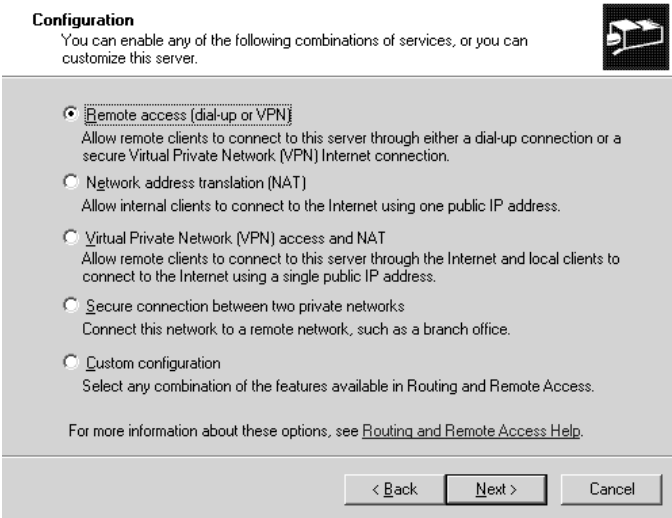 Configuration
You can enable any of the following combinations of services, or you can
customize this server.
Remote access (dial-up or VPN)
Allow remote clients to connect to this server through either a dial-up connection or a
secure Virtual Private Network (VPN) Internet connection.
Network address translation (NAT)
Allow internal clients to connect to the Internet using one public IP address.
Virtual Private Network (VPN) access and NAT
Allow remote clients to connect to this server through the Internet and local clients to
connect to the Internet using a single public IP address.
Secure connection between two private networks
Connect this network to a remote network, such as a branch office.
Custom configuration
Select any combination of the features available in Routing and Remote Access.
For more information about these options, see Routing and Remote Access Help.
< Back Next > Cancel